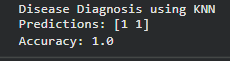 Disease Diagnosis using KNN
Predictions: [1 1]
Accuracy: 1.0